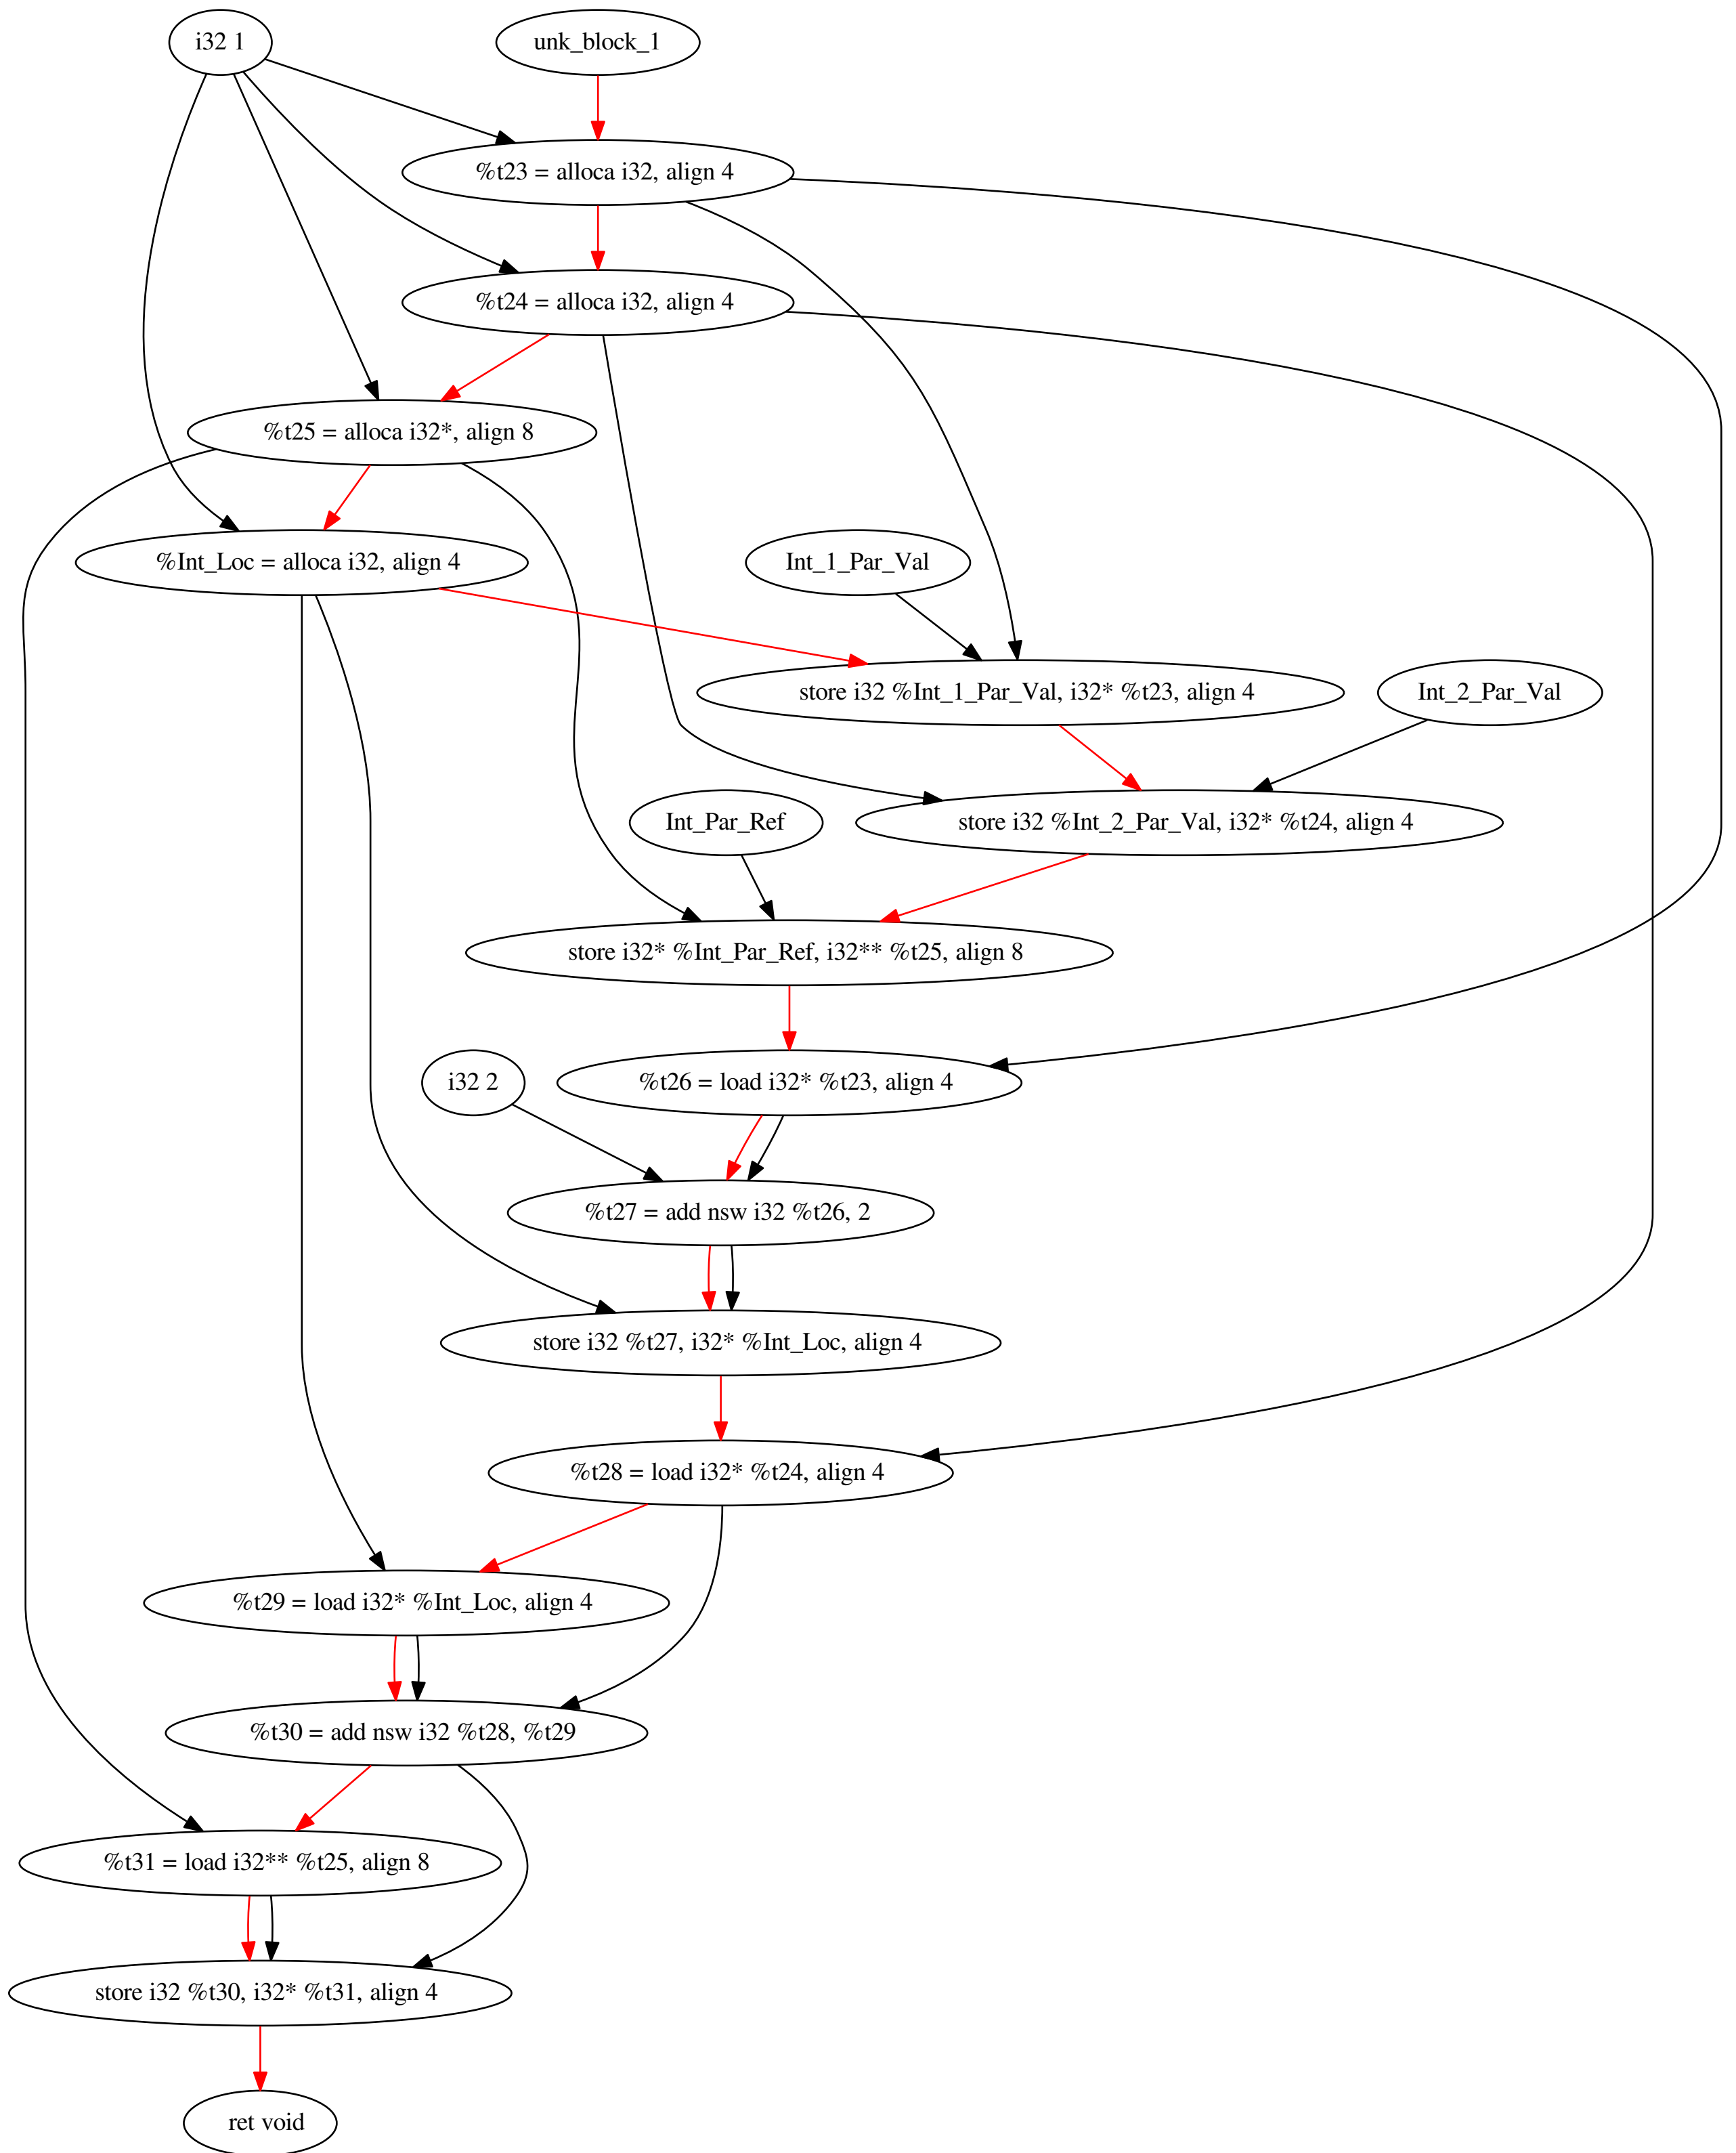 i32 1
unk_block_1
%t23 = alloca i32, align 4
%t24 = alloca i32, align 4
%t25 = alloca i32*, align 8
%Int_Loc = alloca i32, align 4
Int_1_Par_Val
store i32 %Int_1_Par_Val, i32* %t23, align 4
Int_2_Par_Val
Int_Par_Ref
store i32 %Int_2_Par_Val, i32* %t24, align 4
store i32* %Int_Par_Ref, i32** %t25, align 8
i32 2
%t26 = load i32* %t23, align 4
%t27 = add nsw i32 %t26, 2
store i32 %t27, i32* %Int_Loc, align 4
%t28 = load i32* %t24, align 4
%t29 = load i32* %Int_Loc, align 4
%t30 = add nsw i32 %t28, %t29
%t31 = load i32** %t25, align 8
store i32 %t30, i32* %t31, align 4
ret void